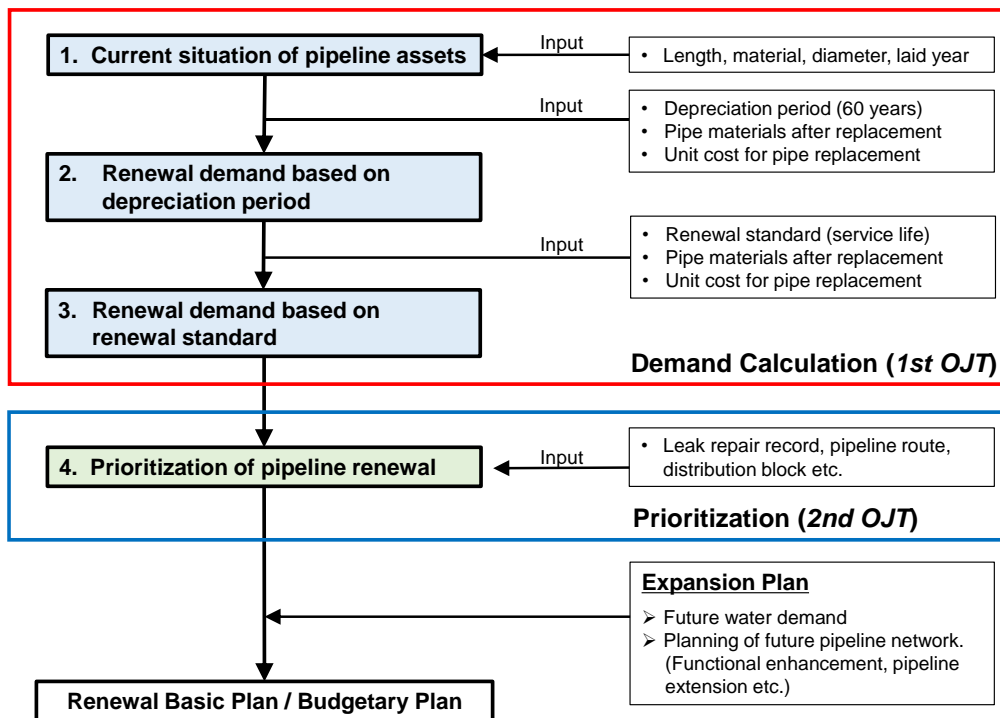 1. Current situation of pipeline assets
Input
• Length, material, diameter, laid year
Input
• Depreciation period (60 years)
• Pipe materials after replacement
• Unit cost for pipe replacement
2. Renewal demand based on
depreciation period
Input
• Renewal standard (service life)
• Pipe materials after replacement
• Unit cost for pipe replacement
3. Renewal demand based on
renewal standard
Demand Calculation (1st OJT)
4. Prioritization of pipeline renewal
Input
• Leak repair record, pipeline route,
distribution block etc.
Prioritization (2nd OJT)
Expansion Plan
➢ Future water demand
➢ Planning of future pipeline network.
(Functional enhancement, pipeline
extension etc.)
Renewal Basic Plan / Budgetary Plan